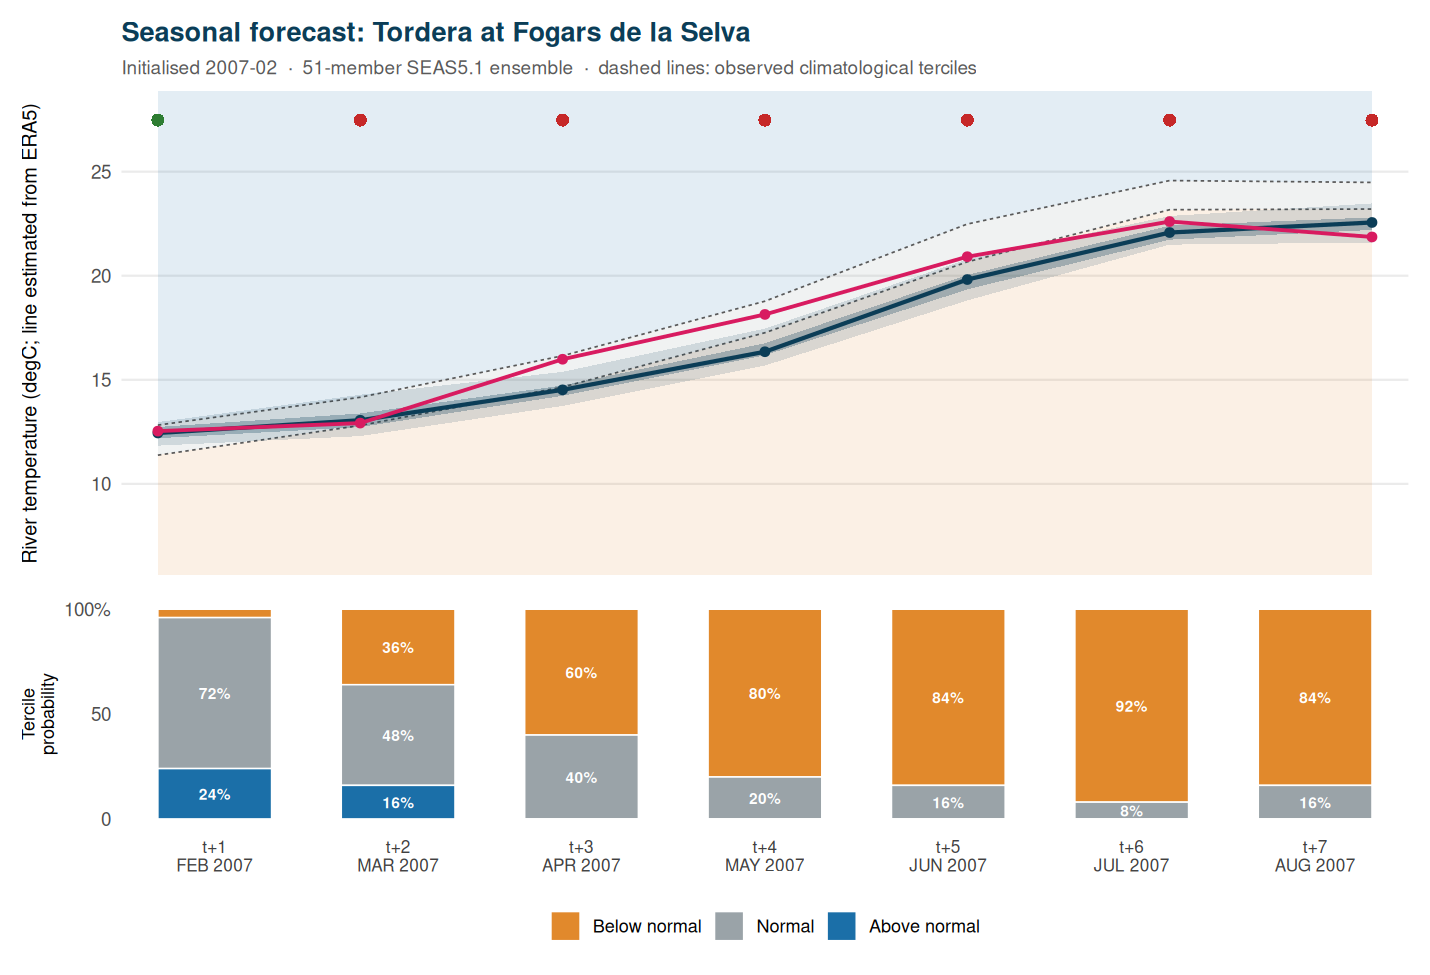 Seasonal forecast: Tordera at Fogars de la Selva
Initialised 2007-02 · 51-member SEAS5.1 ensemble · dashed lines: observed climatological terciles
River temperature (degC; line estimated from ERA5)
25
20
15
10
Tercile
probability
100%
50
0
72%
24%
36%
48%
16%
60%
40%
80%
20%
84%
16%
92%
8%
84%
16%
t+1
FEB 2007
t+2
MAR 2007
t+3
APR 2007
t+4
MAY 2007
t+5
JUN 2007
t+6
JUL 2007
t+7
AUG 2007
Below normal
Normal
Above normal